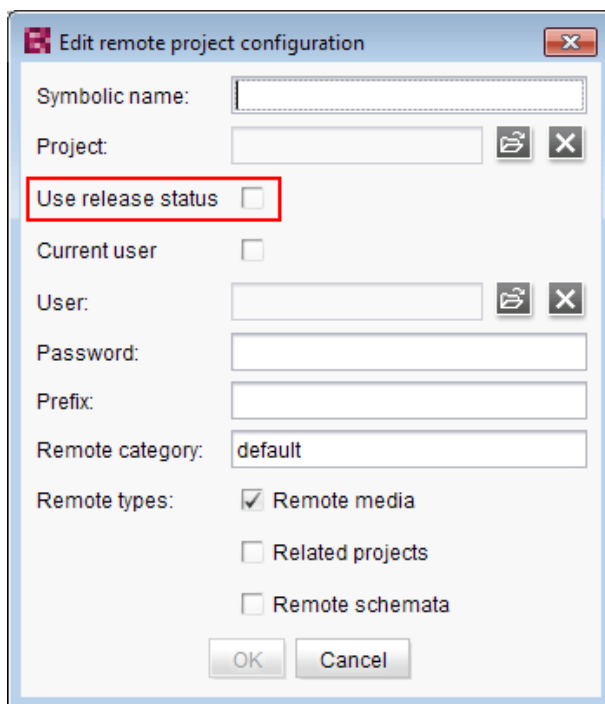 Edit remote project configuration
Symbolic name:
Project:
Use release status
Current user
User:
Password:
Prefix:
Remote category: default
Remote types: Remote media
Related projects
Remote schemata
OK Cancel